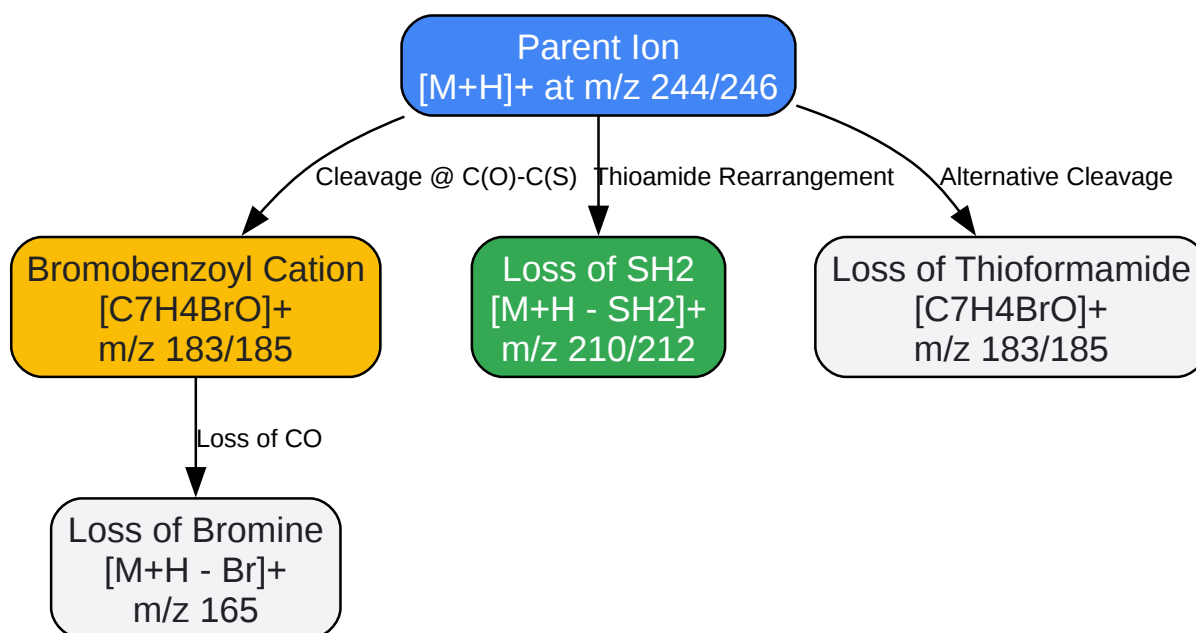 Parent Ion
[M+H]+ at m/z 244/246
Cleavage @ C(O)-C(S)
Thioamide Rearrangement
Alternative Cleavage
Bromobenzoyl Cation
[C7H4BrO]+
m/z 183/185
Loss of SH2
[M+H - SH2]+
m/z 210/212
Loss of Thioformamide
[C7H4BrO]+
m/z 183/185
Loss of CO
Loss of Bromine
[M+H - Br]+
m/z 165